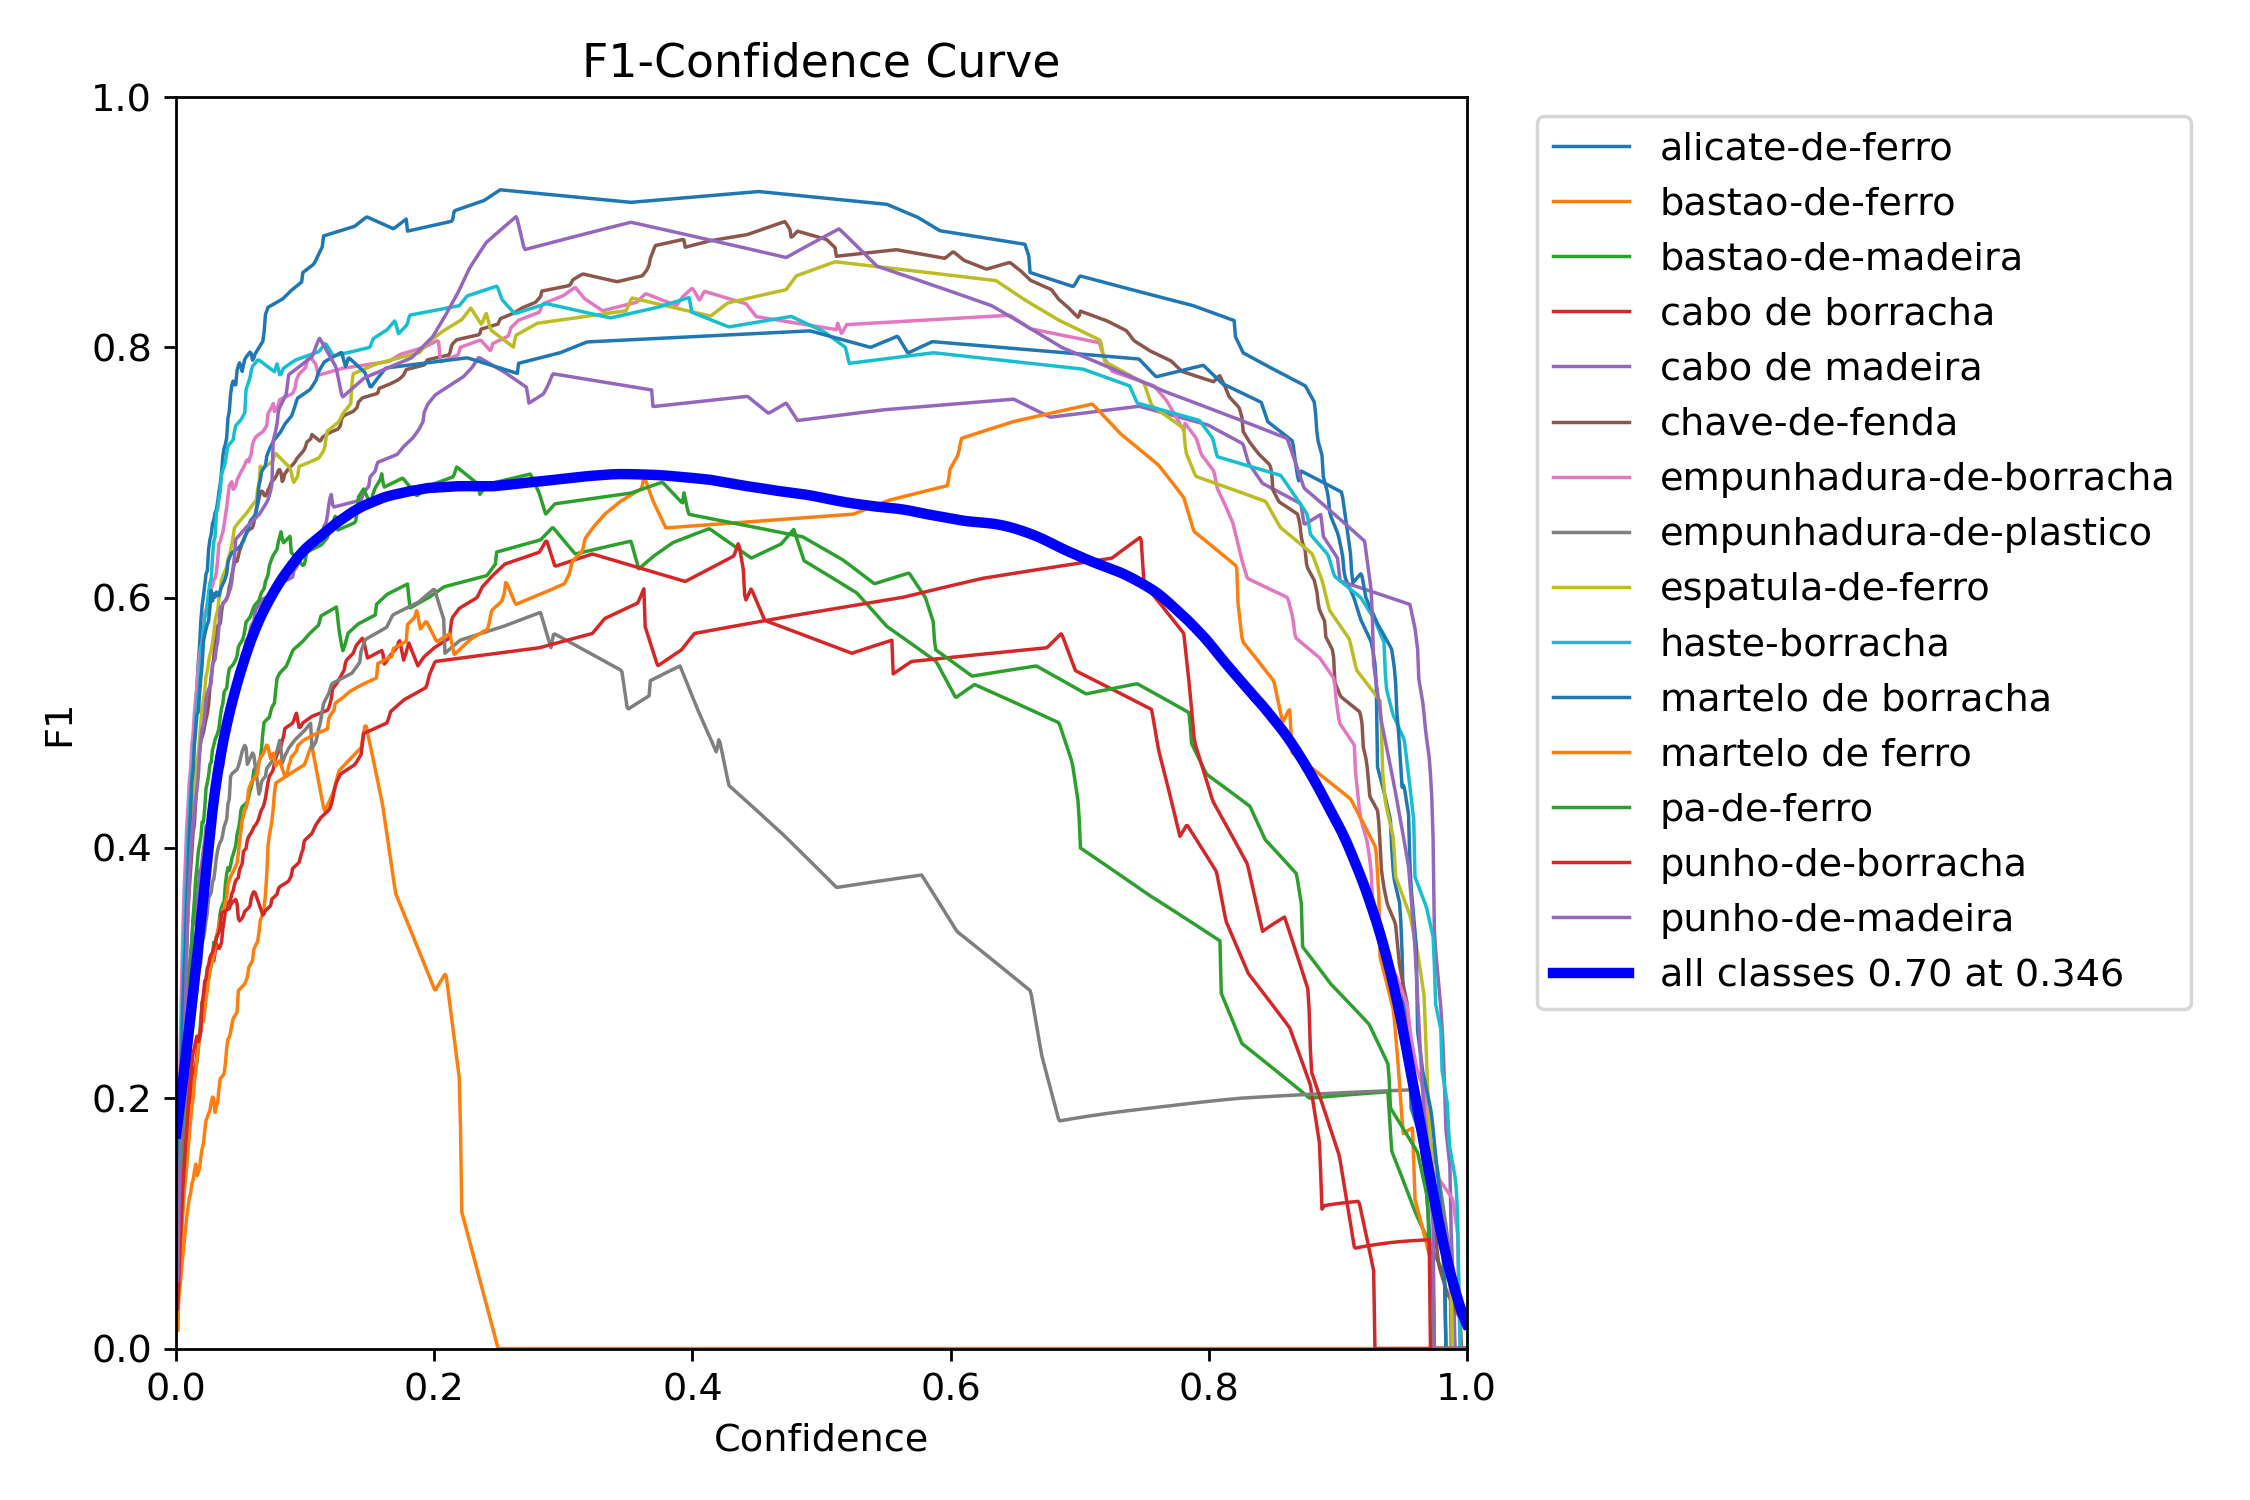 F1-Confidence Curve
1.0
0.8
0.6
0.4
0.2
0.0
F1
0.0 0.2 0.4 0.6 0.8 1.0
Confidence
alicate-de-ferro
bastao-de-ferro
bastao-de-madeira
cabo de borracha
cabo de madeira
chave-de-fenda
empunhadura-de-borracha
empunhadura-de-plastico
espatula-de-ferro
haste-borracha
martelo de borracha
martelo de ferro
pa-de-ferro
punho-de-borracha
punho-de-madeira
all classes 0.70 at 0.346